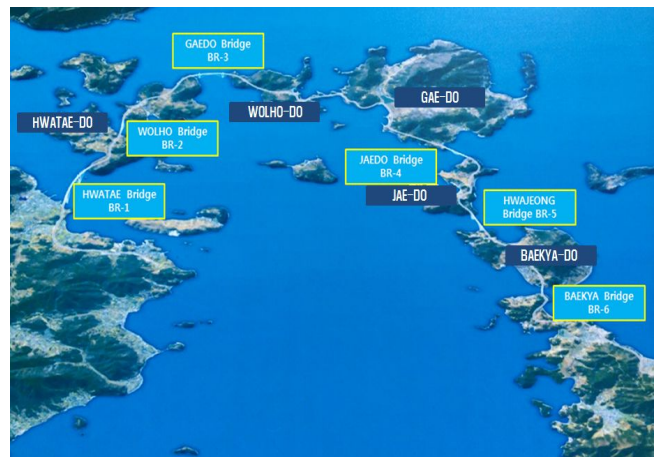 GAEDO Bridge
BR-3
GAE-DO
WOLHO-DO
HWATAE-DO
WOLHO Bridge
BR-2
JAEDO Bridge
BR-4
HWATAE Bridge
BR-1
JAE-DO
HWAJEONG
Bridge BR-5
BAEKYA-DO
BAEKYA Bridge
BR-6